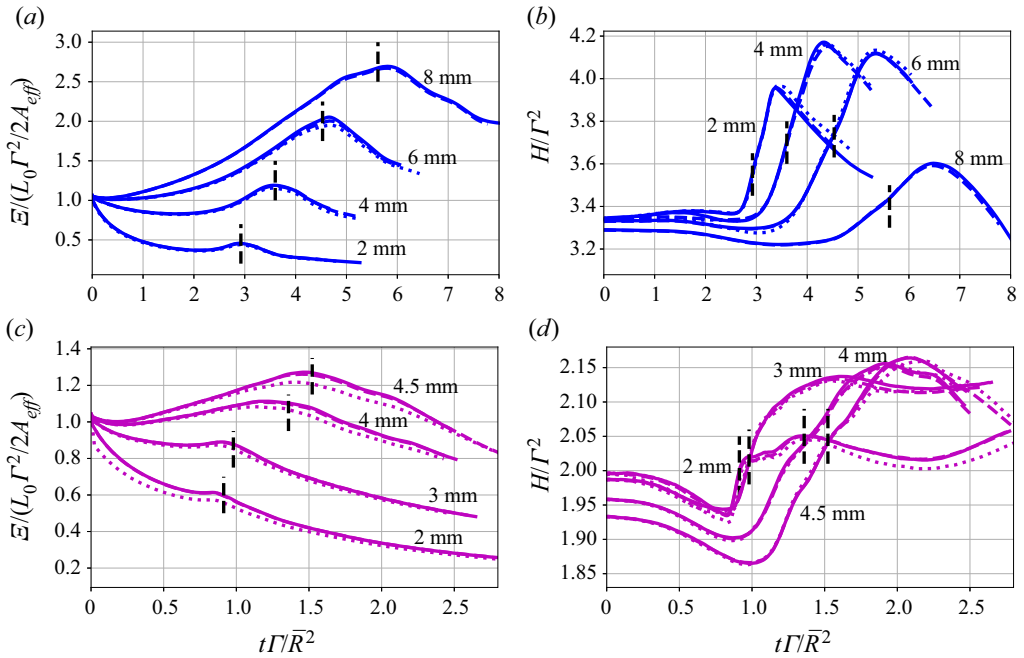 (a)
Ξ/(L₀Γ²/2A_eff)
3.0
2.5
2.0
1.5
1.0
0.5
8 mm
6 mm
4 mm
2 mm
0 1 2 3 4 5 6 7 8
(b)
H/Γ²
4.2
4.0
3.8
3.6
3.4
3.2
4 mm
6 mm
2 mm
8 mm
0 1 2 3 4 5 6 7 8
(c)
Ξ/(L₀Γ²/2A_eff)
1.4
1.2
1.0
0.8
0.6
0.4
0.2
4.5 mm
4 mm
3 mm
2 mm
0 0.5 1.0 1.5 2.0 2.5
tΓ/R̅²
(d)
H/Γ²
2.15
2.10
2.05
2.00
1.95
1.90
1.85
4 mm
3 mm
2 mm
4.5 mm
0 0.5 1.0 1.5 2.0 2.5
tΓ/R̅²